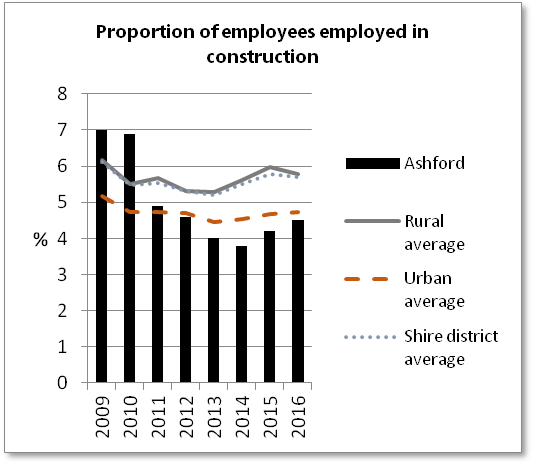 Proportion of employees employed in
construction
8
7
6
5
4
3
2
1
0
%
2009
2010
2011
2012
2013
2014
2015
2016
Ashford
Rural
average
Urban
average
Shire district
average